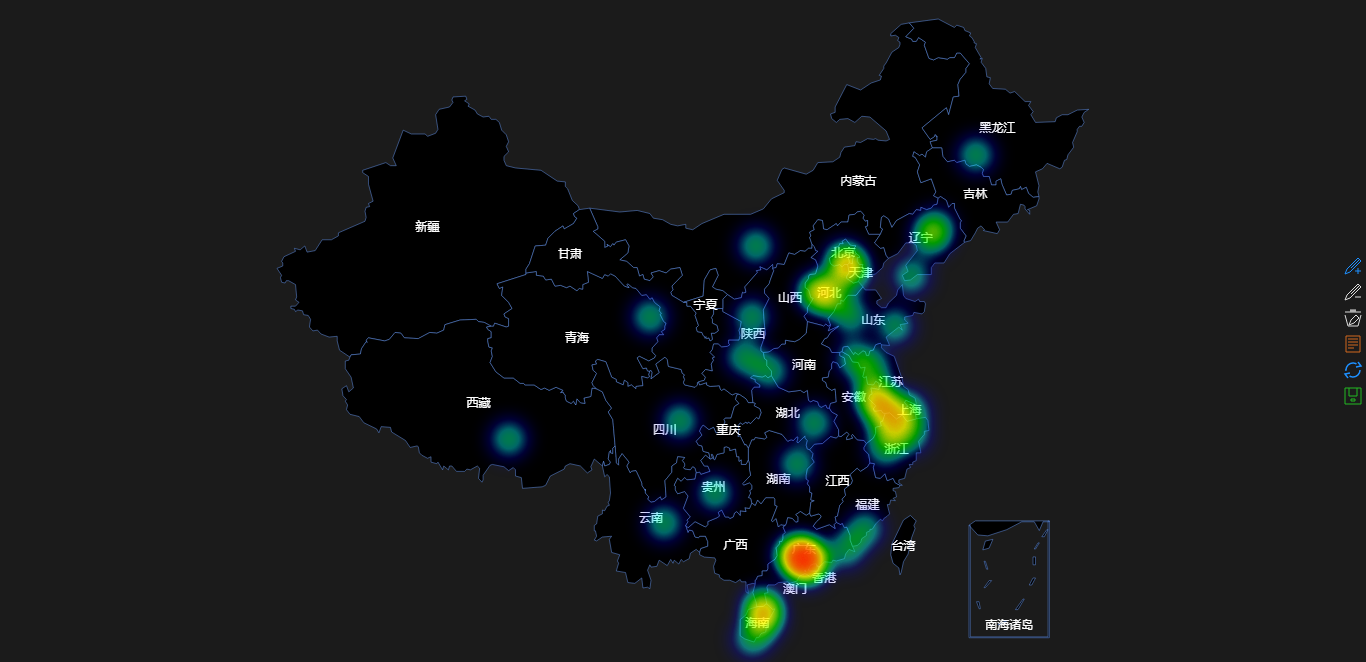 黑龙江
内蒙古
吉林
新疆
辽宁
甘肃
北京
天津
河北
山西
宁夏
山东
陕西
青海
河南
江苏
安徽
西藏
上海
湖北
四川
重庆
浙江
湖南
江西
贵州
福建
云南
广西
台湾
广东
香港
澳门
海南
南海诸岛